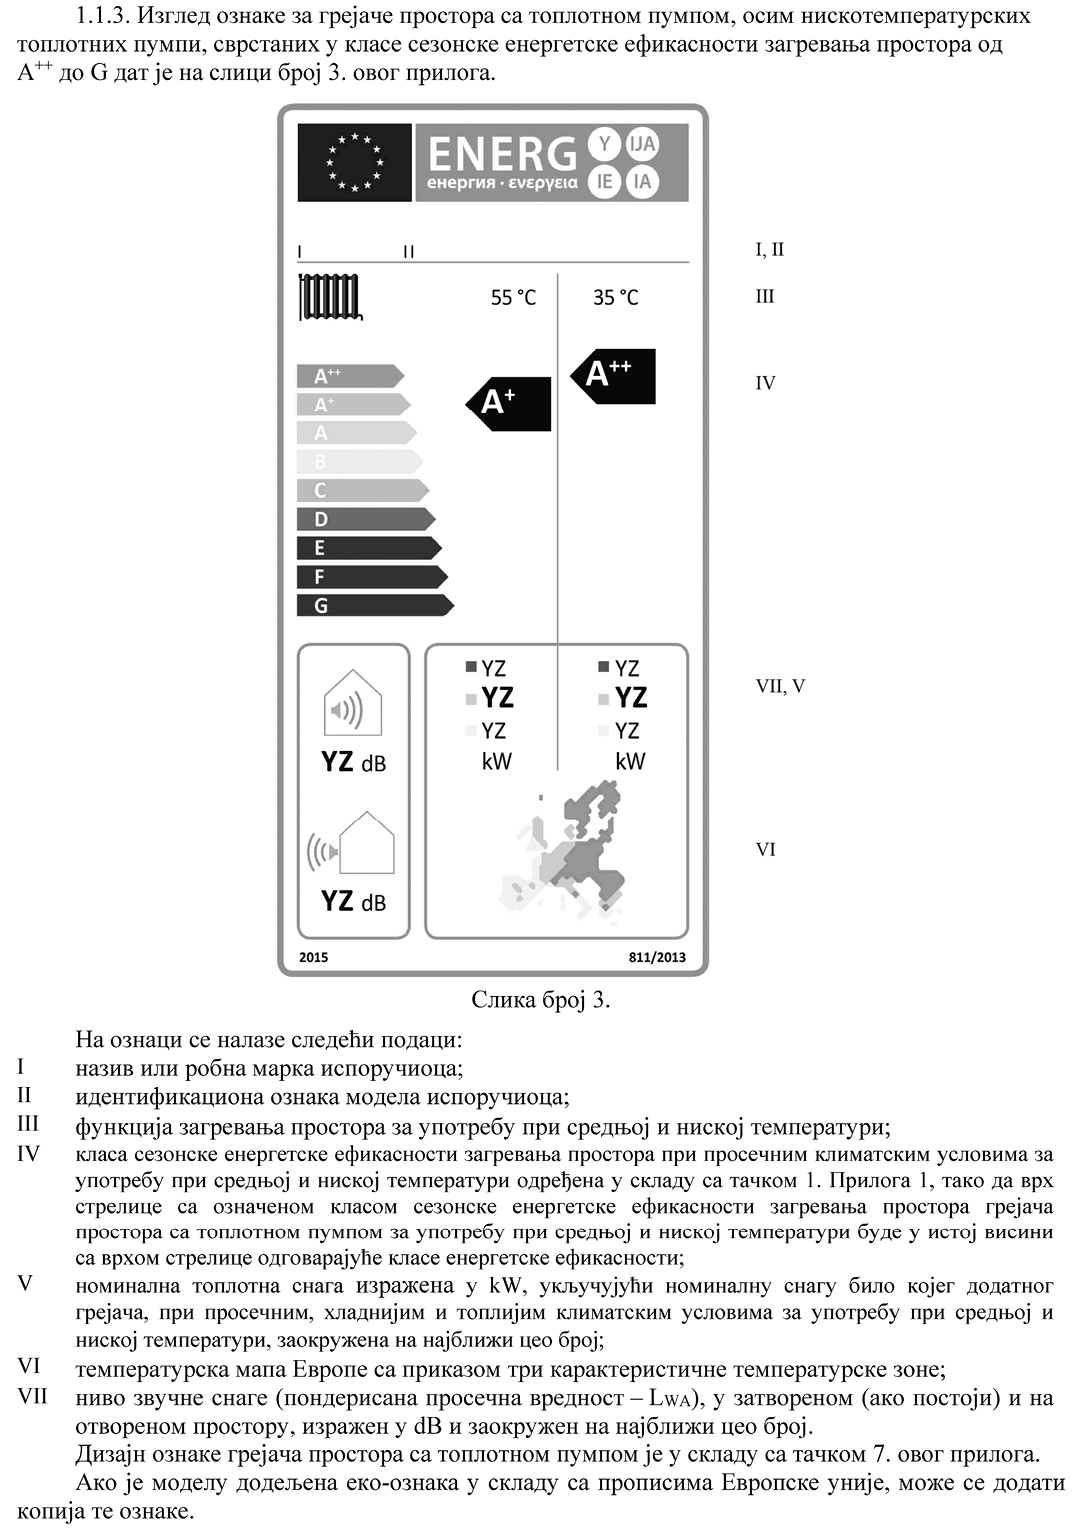 1.1.3. Изглед ознаке за грејаче простора са топлотном пумпом, осим нискотемпературских
топлотних пумпи, сврстаних у класе сезонске енергетске ефикасности загревања простора од
A⁺⁺ до G дат је на слици број 3. овог прилога.
ENERG Y IJA
енергия · ενεργεια IE IA
I II
I, II
55 °C 35 °C
III
A⁺⁺
A⁺
A
B
C
D
E
F
G
A⁺
A⁺⁺
IV
YZ YZ
YZ YZ
YZ YZ
kW kW
VII, V
YZ dB
YZ dB
VI
2015 811/2013
Слика број 3.
На ознаци се налазе следећи подаци:
I назив или робна марка испоручиоца;
II идентификациона ознака модела испоручиоца;
III функција загревања простора за употребу при средњој и ниској температури;
IV класа сезонске енергетске ефикасности загревања простора при просечним климатским условима за
употребу при средњој и ниској температури одређена у складу са тачком 1. Прилога 1, тако да врх
стрелице са означеном класом сезонске енергетске ефикасности загревања простора грејача
простора са топлотном пумпом за употребу при средњој и ниској температури буде у истој висини
са врхом стрелице одговарајуће класе енергетске ефикасности;
V номинална топлотна снага изражена у kW, укључујући номиналну снагу било којег додатног
грејача, при просечним, хладнијим и топлијим климатским условима за употребу при средњој и
ниској температури, заокружена на најближи цео број;
VI температурска мапа Европе са приказом три карактеристичне температурске зоне;
VII ниво звучне снаге (пондерисана просечна вредност – LWA), у затвореном (ако постоји) и на
отвореном простору, изражен у dB и заокружен на најближи цео број.
Дизајн ознаке грејача простора са топлотном пумпом је у складу са тачком 7. овог прилога.
Ако је моделу додељена еко-ознака у складу са прописима Европске уније, може се додати
копија те ознаке.